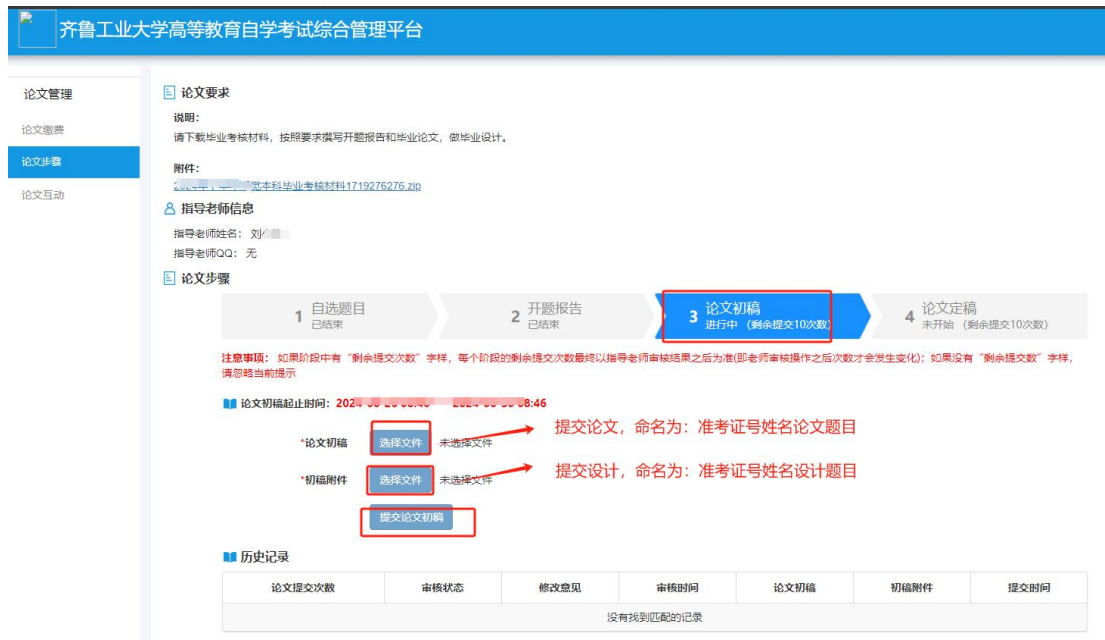 齐鲁工业大学高等教育自学考试综合管理平台
论文管理
论文缴费
论文步骤
论文互动
论文要求
说明:
请下载毕业考核材料，按照要求撰写开题报告和毕业论文，做毕业设计。
附件:
觉本科毕业考核材料1719276276.zip
指导老师信息
指导老师姓名： 刘
指导老师QQ： 无
论文步骤
1 自选题目 已结束
2 开题报告 已结束
3 论文初稿 进行中 （剩余提交10次数）
4 论文定稿 未开始 （剩余提交10次数）
注意事项： 如果阶段中有“剩余提交次数”字样，每个阶段的剩余提交次数最终以指导老师审核结果之后为准(即老师审核操作之后次数才会发生变化)；如果没有“剩余提交数”字样，
请忽略当前提示
论文初稿起止时间：
*论文初稿 选择文件 未选择文件
提交论文，命名为：准考证号姓名论文题目
*初稿附件 选择文件 未选择文件
提交设计，命名为：准考证号姓名设计题目
提交论文初稿
历史记录
论文提交次数 审核状态 修改意见 审核时间 论文初稿 初稿附件 提交时间
没有找到匹配的记录